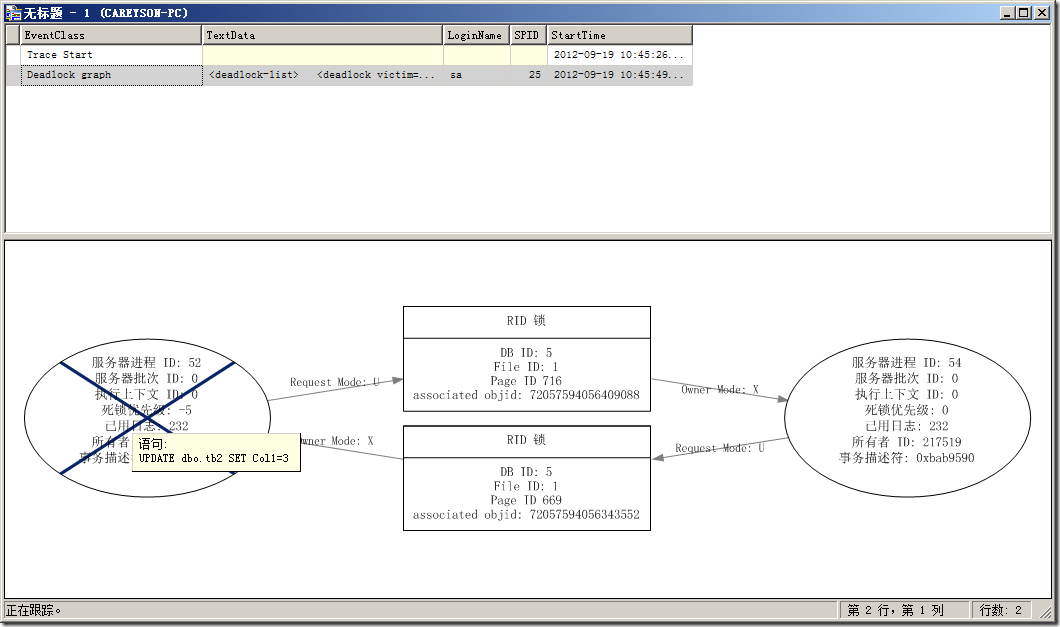 无标题 - 1 (CAREYSON-PC)
EventClass TextData LoginName SPID StartTime
Trace Start 2012-09-19 10:45:26...
Deadlock graph <deadlock-list> <deadlock victim=... sa 25 2012-09-19 10:45:49...
服务器进程 ID: 52
服务器批次 ID: 0
执行上下文 ID: 0
死锁优先级: -5
已用日志: 232
所有者
事务描述
语句:
UPDATE dbo.tb2 SET Col1=3
Request Mode: U
wner Mode: X
RID 锁
DB ID: 5
File ID: 1
Page ID 716
associated objid: 72057594056409088
RID 锁
DB ID: 5
File ID: 1
Page ID 669
associated objid: 72057594056343552
Owner Mode: X
Request Mode: U
服务器进程 ID: 54
服务器批次 ID: 0
执行上下文 ID: 0
死锁优先级: 0
已用日志: 232
所有者 ID: 217519
事务描述符: 0xbab9590
正在跟踪。
第 2 行, 第 1 列
行数: 2